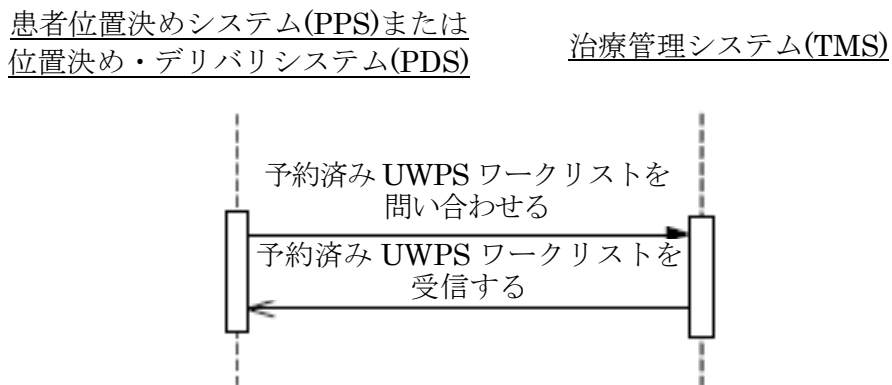 患者位置決めシステム(PPS)または
位置決め・デリバリシステム(PDS)
治療管理システム(TMS)
予約済み UWPS ワークリストを
問い合わせる
予約済み UWPS ワークリストを
受信する